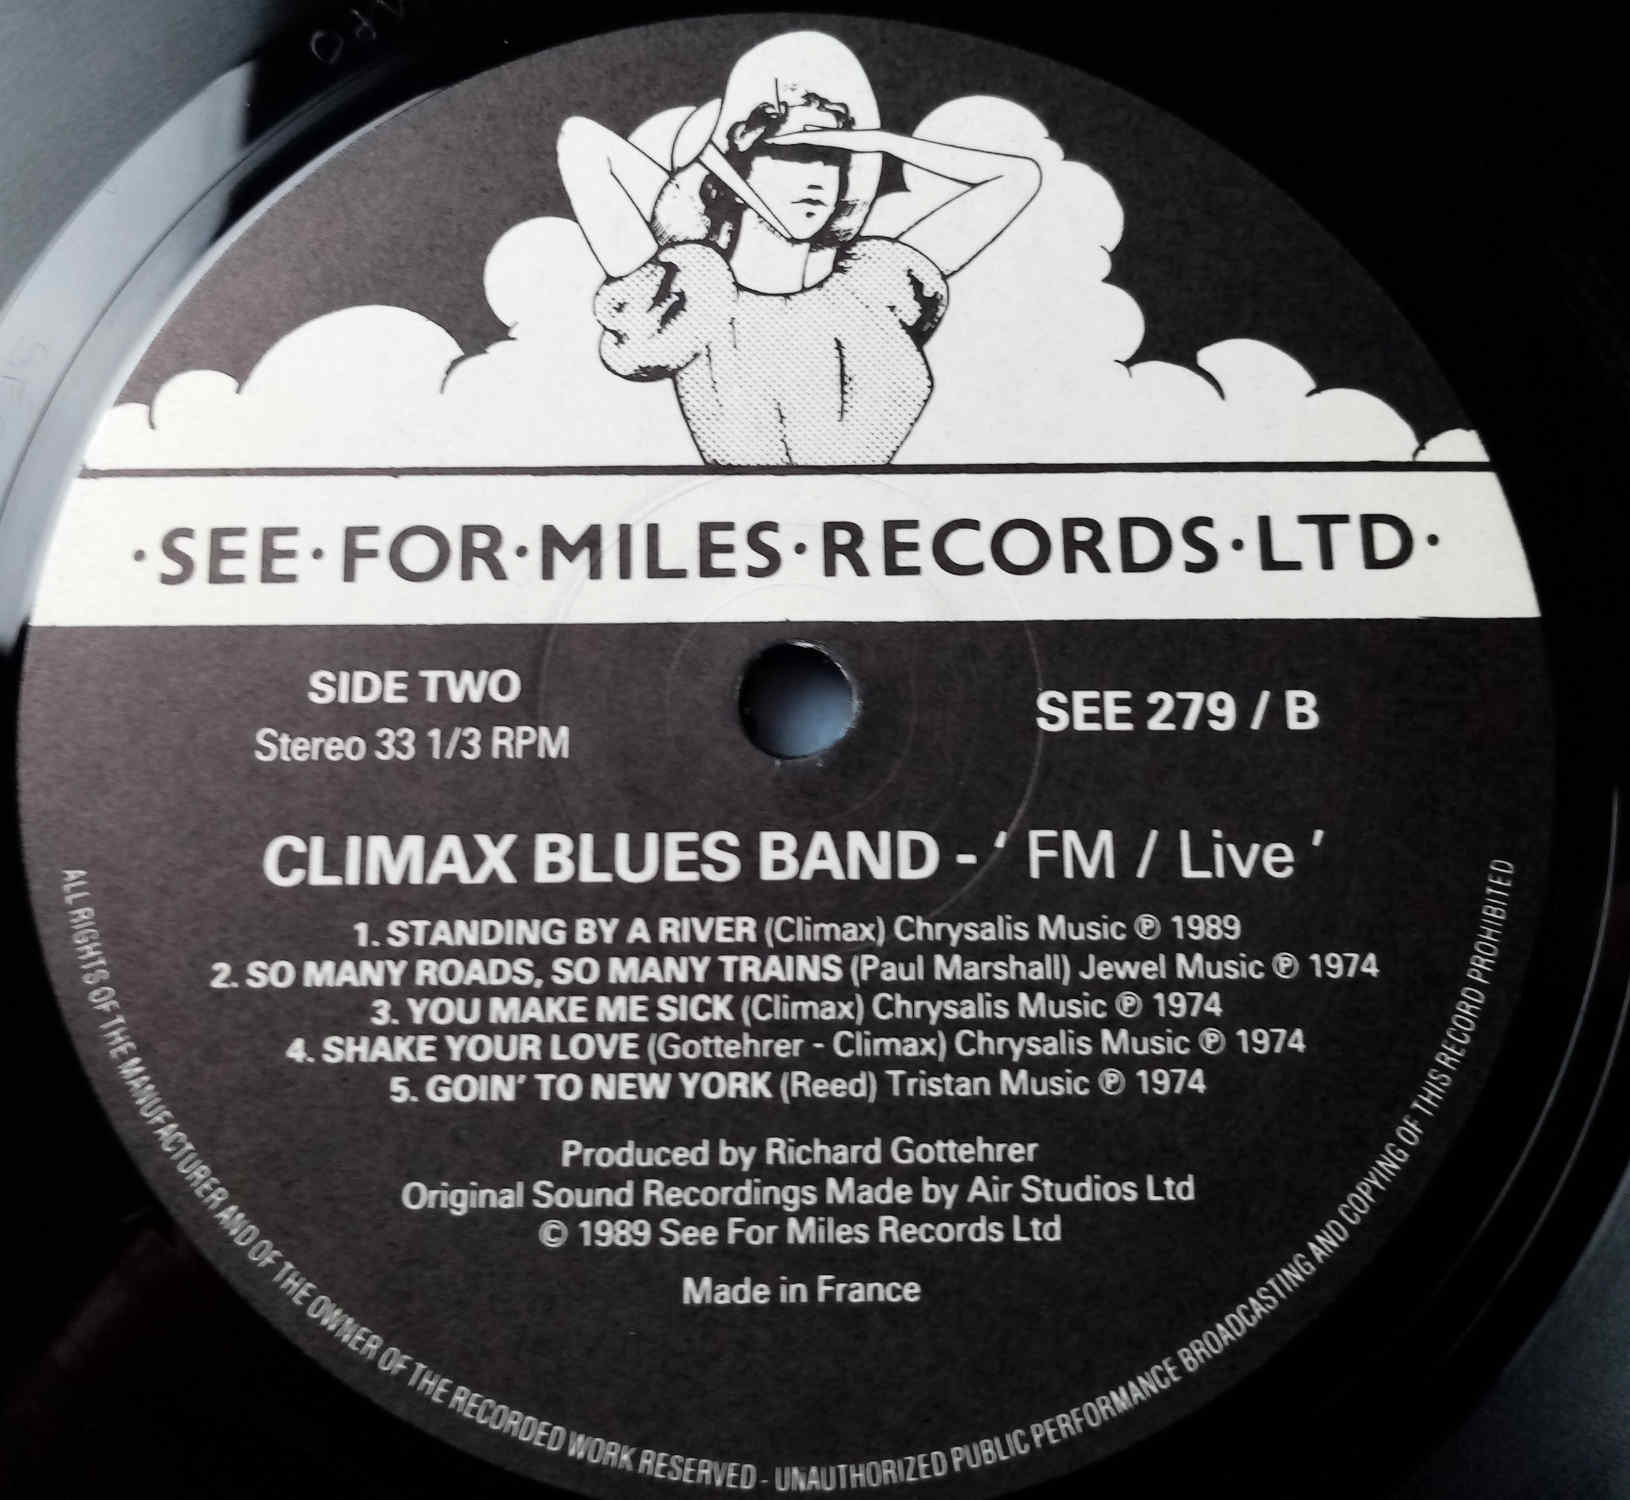 ·SEE·FOR·MILES·RECORDS·LTD·
SIDE TWO
Stereo 33 1/3 RPM
SEE 279 / B
CLIMAX BLUES BAND - ‘ FM / Live ’
1. STANDING BY A RIVER (Climax) Chrysalis Music ℗ 1989
2. SO MANY ROADS, SO MANY TRAINS (Paul Marshall) Jewel Music ℗ 1974
3. YOU MAKE ME SICK (Climax) Chrysalis Music ℗ 1974
4. SHAKE YOUR LOVE (Gottehrer - Climax) Chrysalis Music ℗ 1974
5. GOIN’ TO NEW YORK (Reed) Tristan Music ℗ 1974
Produced by Richard Gottehrer
Original Sound Recordings Made by Air Studios Ltd
© 1989 See For Miles Records Ltd
Made in France
ALL RIGHTS OF THE MANUFACTURER AND OF THE OWNER OF THE RECORDED WORK RESERVED - UNAUTHORIZED PUBLIC PERFORMANCE BROADCASTING AND COPYING OF THIS RECORD PROHIBITED